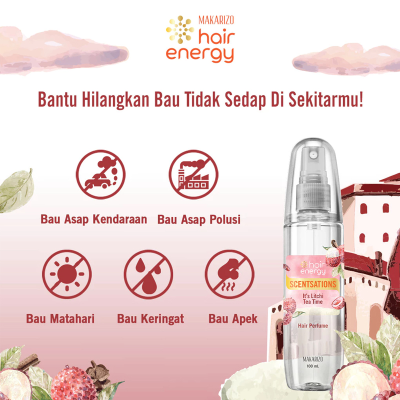 MAKARIZO
hair
energy
Bantu Hilangkan Bau Tidak Sedap Di Sekitarmu!
Bau Asap Kendaraan
Bau Asap Polusi
Bau Matahari
Bau Keringat
Bau Apek
hair
energy
SCENTSATIONS
It's Litchi
Tea Time
Hair Perfume
MAKARIZO
100 mL